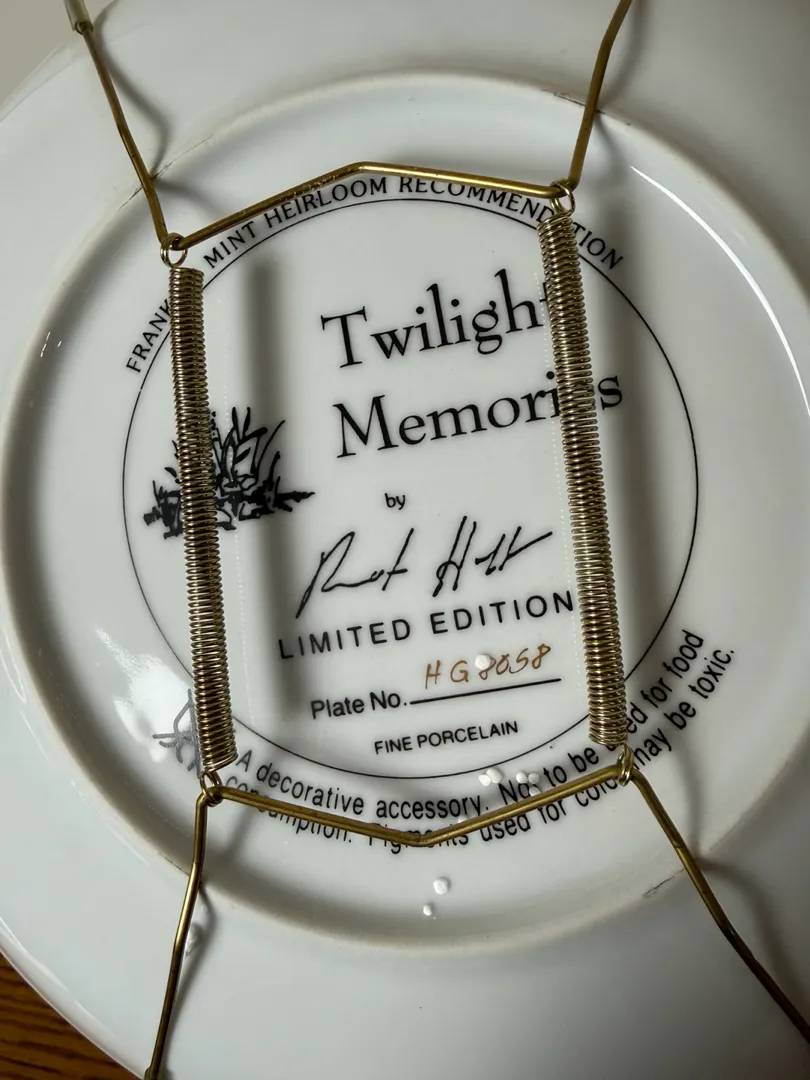 FRANK MINT HEIRLOOM RECOMMENDTION
Twilight
Memories
by
LIMITED EDITION
Plate No. HG8058
FINE PORCELAIN
A decorative accessory. Not to be used for food
consumption. Pigments used for color may be toxic.